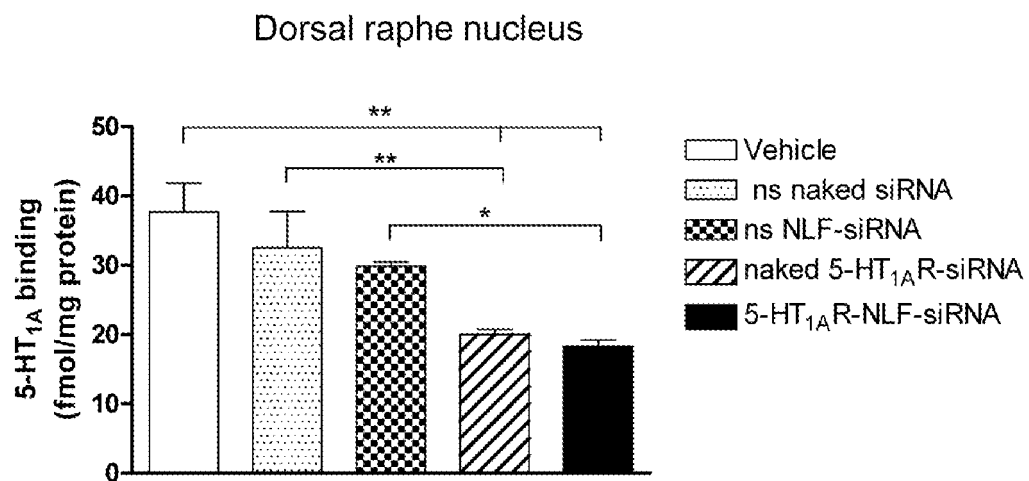 Dorsal raphe nucleus
5-HT1A binding
(fmol/mg protein)
50
40
30
20
10
0
**
**
*
Vehicle
ns naked siRNA
ns NLF-siRNA
naked 5-HT1AR-siRNA
5-HT1AR-NLF-siRNA